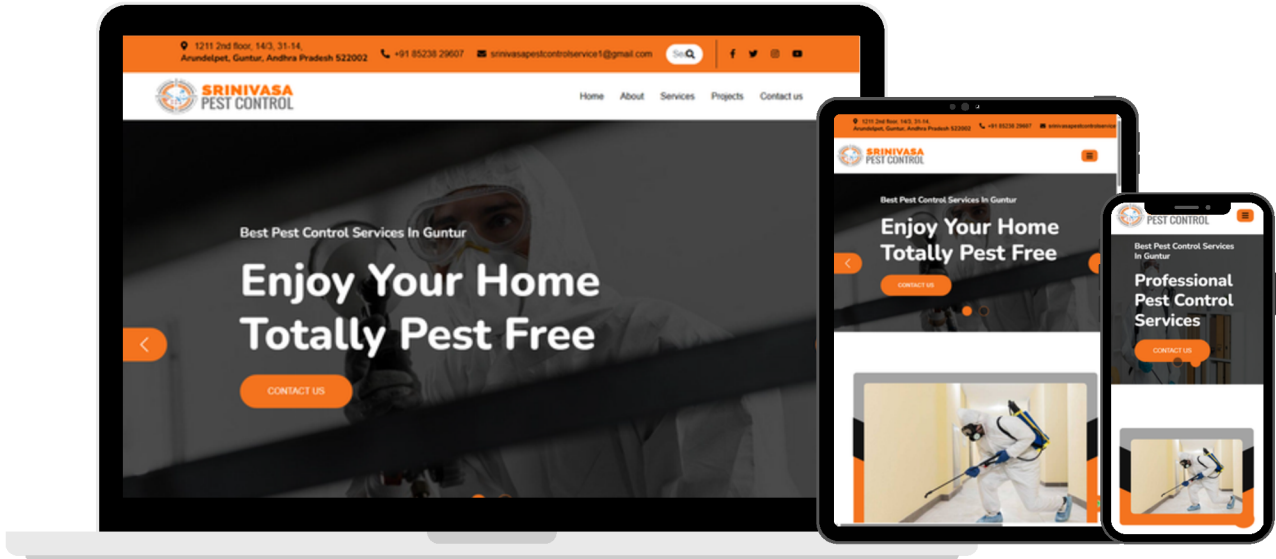 1211 2nd floor, 14/3, 31-14,
Arundelpet, Guntur, Andhra Pradesh 522002
+91 85238 29607
srinivasapestcontrolservice1@gmail.com
SRINIVASA
PEST CONTROL
Home About Services Projects Contact us
Best Pest Control Services In Guntur
Enjoy Your Home
Totally Pest Free
CONTACT US
1211 2nd floor, 14/3, 31-14,
Arundelpet, Guntur, Andhra Pradesh 522002
+91 85238 29607
srinivasapestcontrolservice
SRINIVASA
PEST CONTROL
Best Pest Control Services In Guntur
Enjoy Your Home
Totally Pest Free
CONTACT US
PEST CONTROL
Best Pest Control Services
In Guntur
Professional
Pest Control
Services
CONTACT US